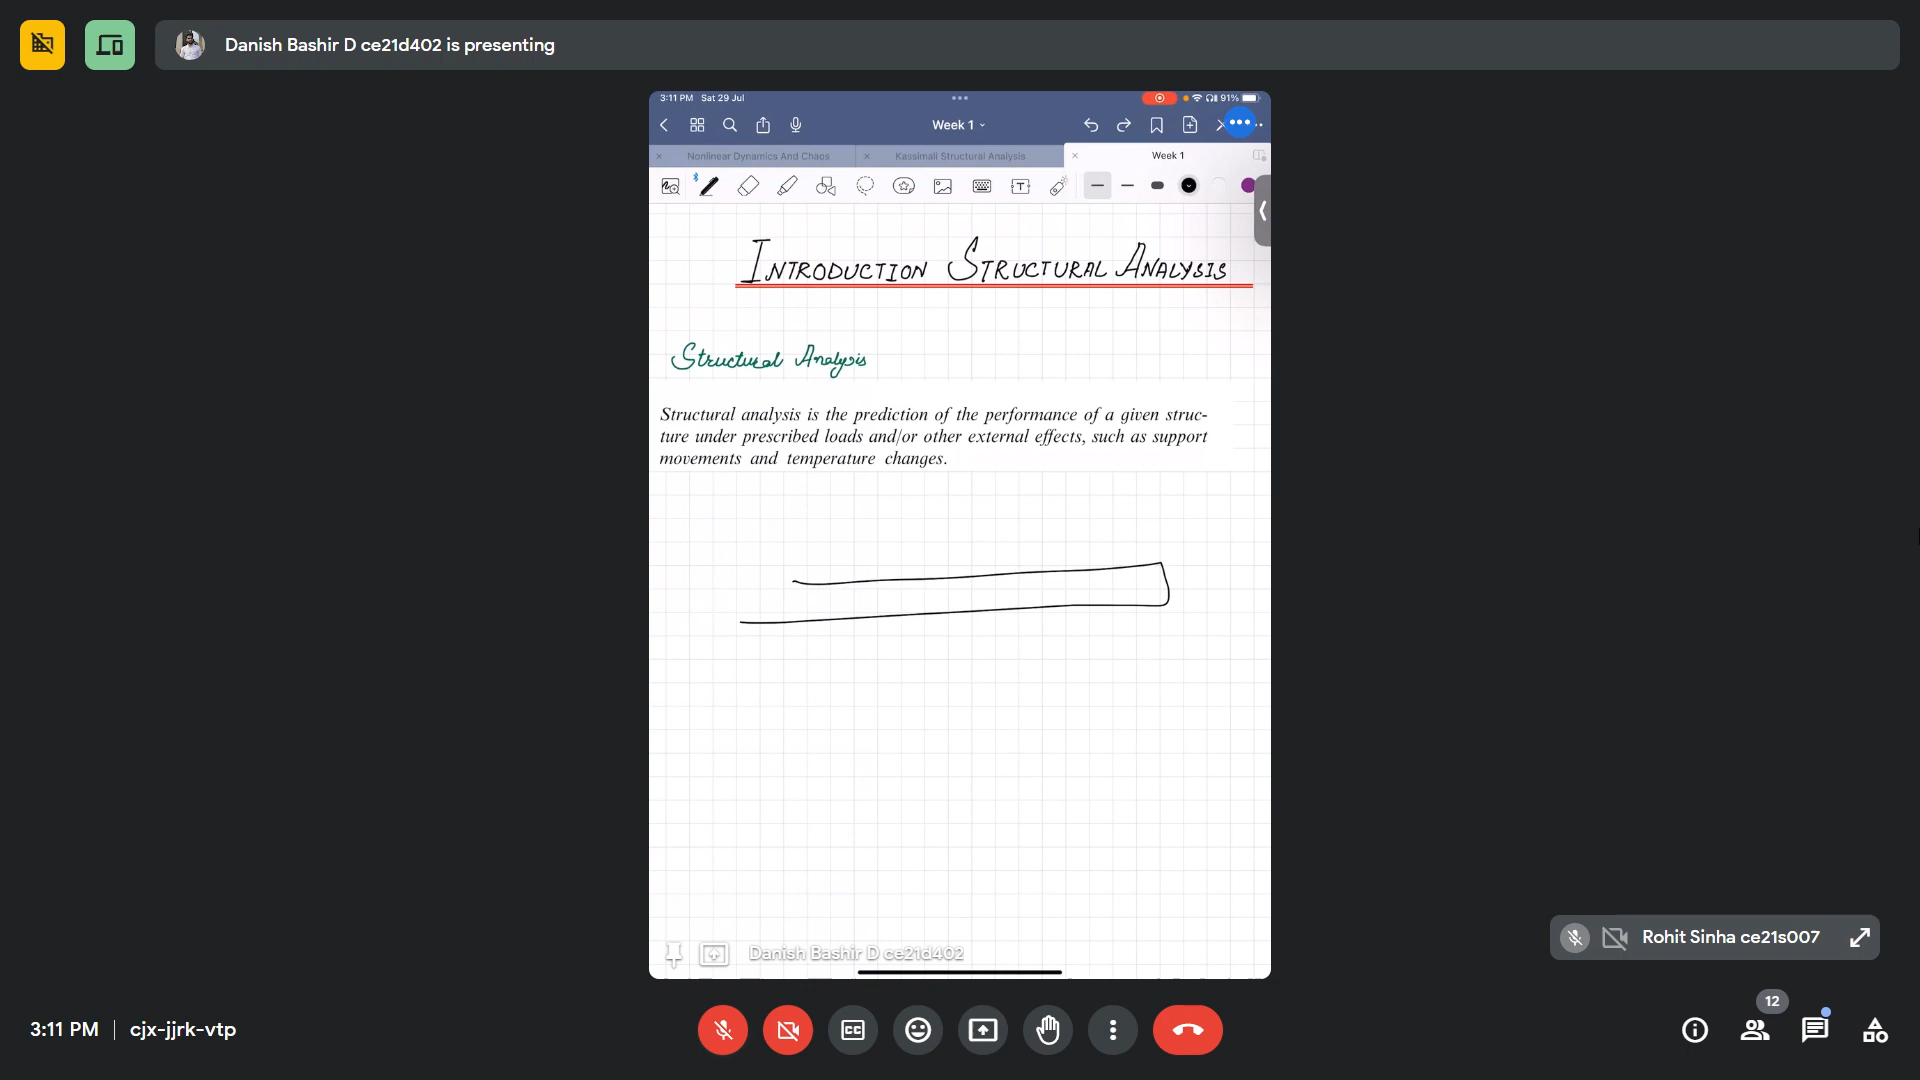 Danish Bashir D ce21d402 is presenting
3:11 PM Sat 29 Jul
91%
Week 1
Nonlinear Dynamics And Chaos
Kassimali Structural Analysis
Week 1
INTRODUCTION STRUCTURAL ANALYSIS
Structural Analysis
Structural analysis is the prediction of the performance of a given struc-
ture under prescribed loads and/or other external effects, such as support
movements and temperature changes.
Danish Bashir D ce21d402
Rohit Sinha ce21s007
3:11 PM | cjx-jjrk-vtp
CC
12